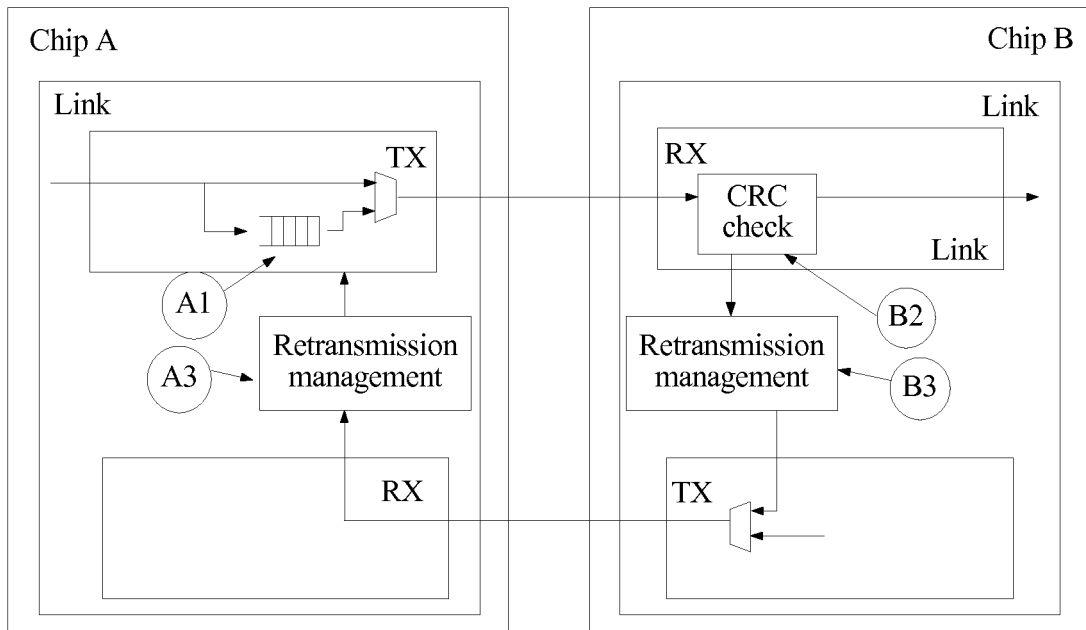 Chip A
Chip B
Link
Link
TX
RX
CRC
check
Link
A1
B2
Retransmission
management
Retransmission
management
A3
B3
RX
TX